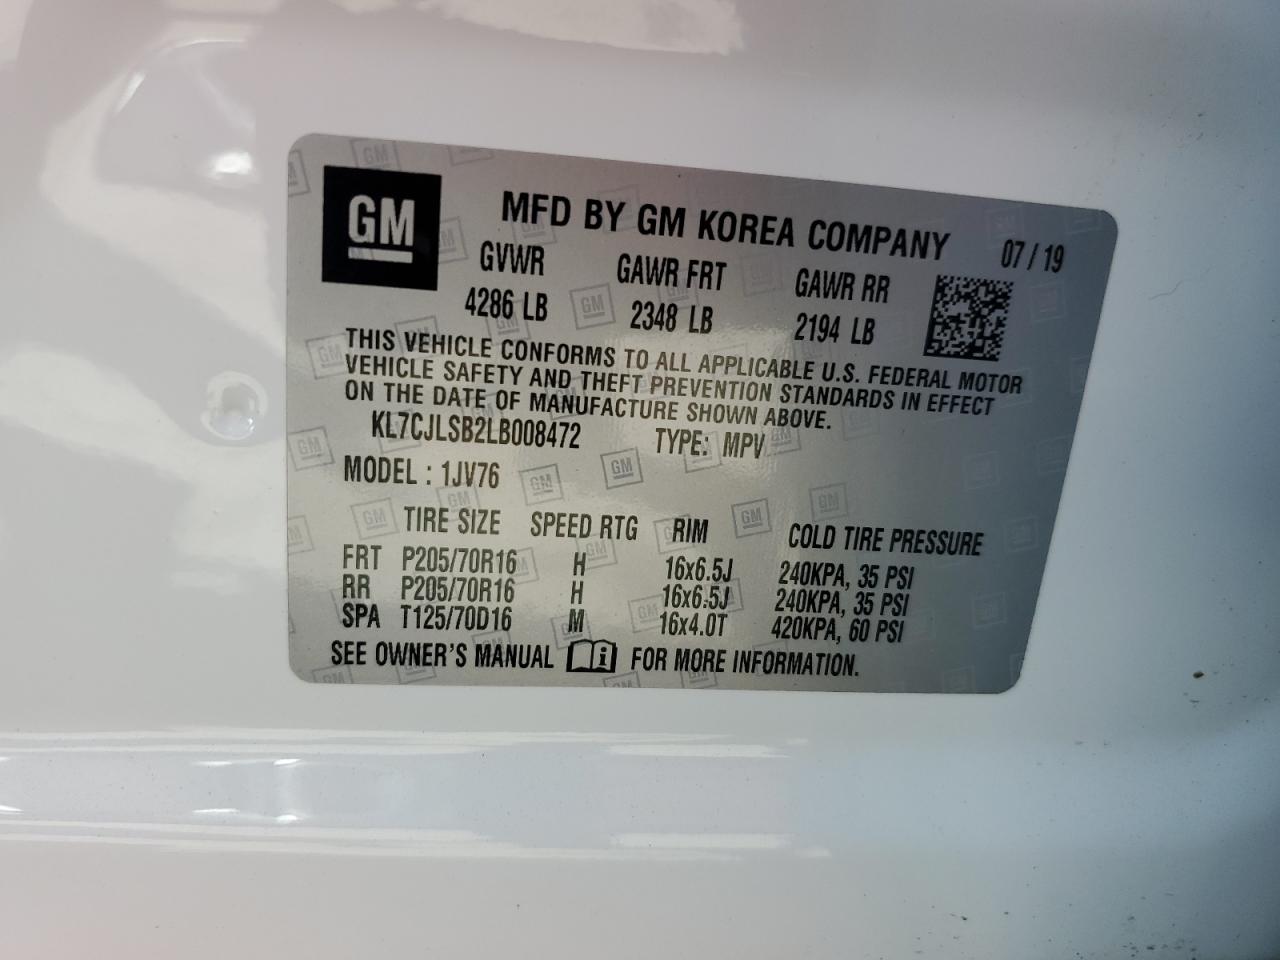 GM
MFD BY GM KOREA COMPANY 07 / 19
GVWR GAWR FRT GAWR RR
4286 LB 2348 LB 2194 LB
THIS VEHICLE CONFORMS TO ALL APPLICABLE U.S. FEDERAL MOTOR
VEHICLE SAFETY AND THEFT PREVENTION STANDARDS IN EFFECT
ON THE DATE OF MANUFACTURE SHOWN ABOVE.
KL7CJLSB2LB008472 TYPE: MPV
MODEL : 1JV76
TIRE SIZE SPEED RTG RIM COLD TIRE PRESSURE
FRT P205/70R16 H 16x6.5J 240KPA, 35 PSI
RR P205/70R16 H 16x6.5J 240KPA, 35 PSI
SPA T125/70D16 M 16x4.0T 420KPA, 60 PSI
SEE OWNER'S MANUAL FOR MORE INFORMATION.